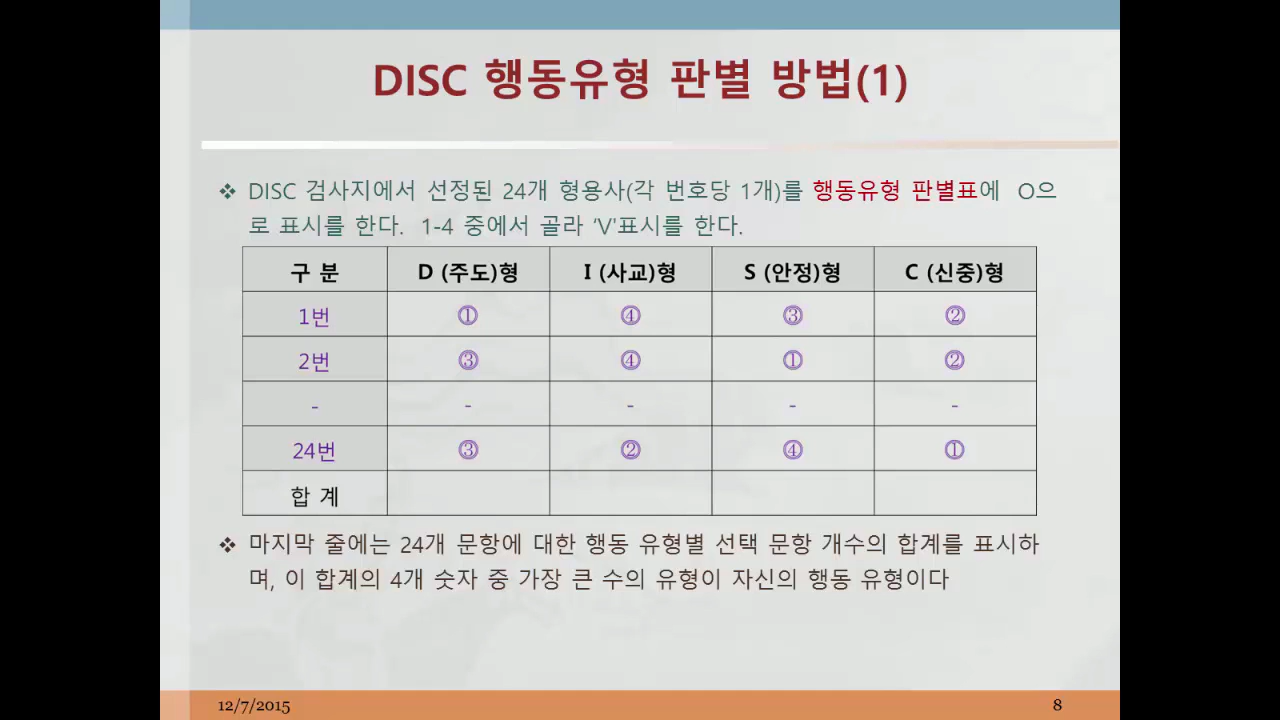 DISC 행동유형 판별 방법(1)
❖ DISC 검사지에서 선정된 24개 형용사(각 번호당 1개)를 행동유형 판별표에 O으
로 표시를 한다. 1-4 중에서 골라 ‘V'표시를 한다.
구 분 D (주도)형 I (사교)형 S (안정)형 C (신중)형
1번 ① ④ ③ ②
2번 ③ ④ ① ②
- - - - -
24번 ③ ② ④ ①
합 계
❖ 마지막 줄에는 24개 문항에 대한 행동 유형별 선택 문항 개수의 합계를 표시하
며, 이 합계의 4개 숫자 중 가장 큰 수의 유형이 자신의 행동 유형이다
12/7/2015 8